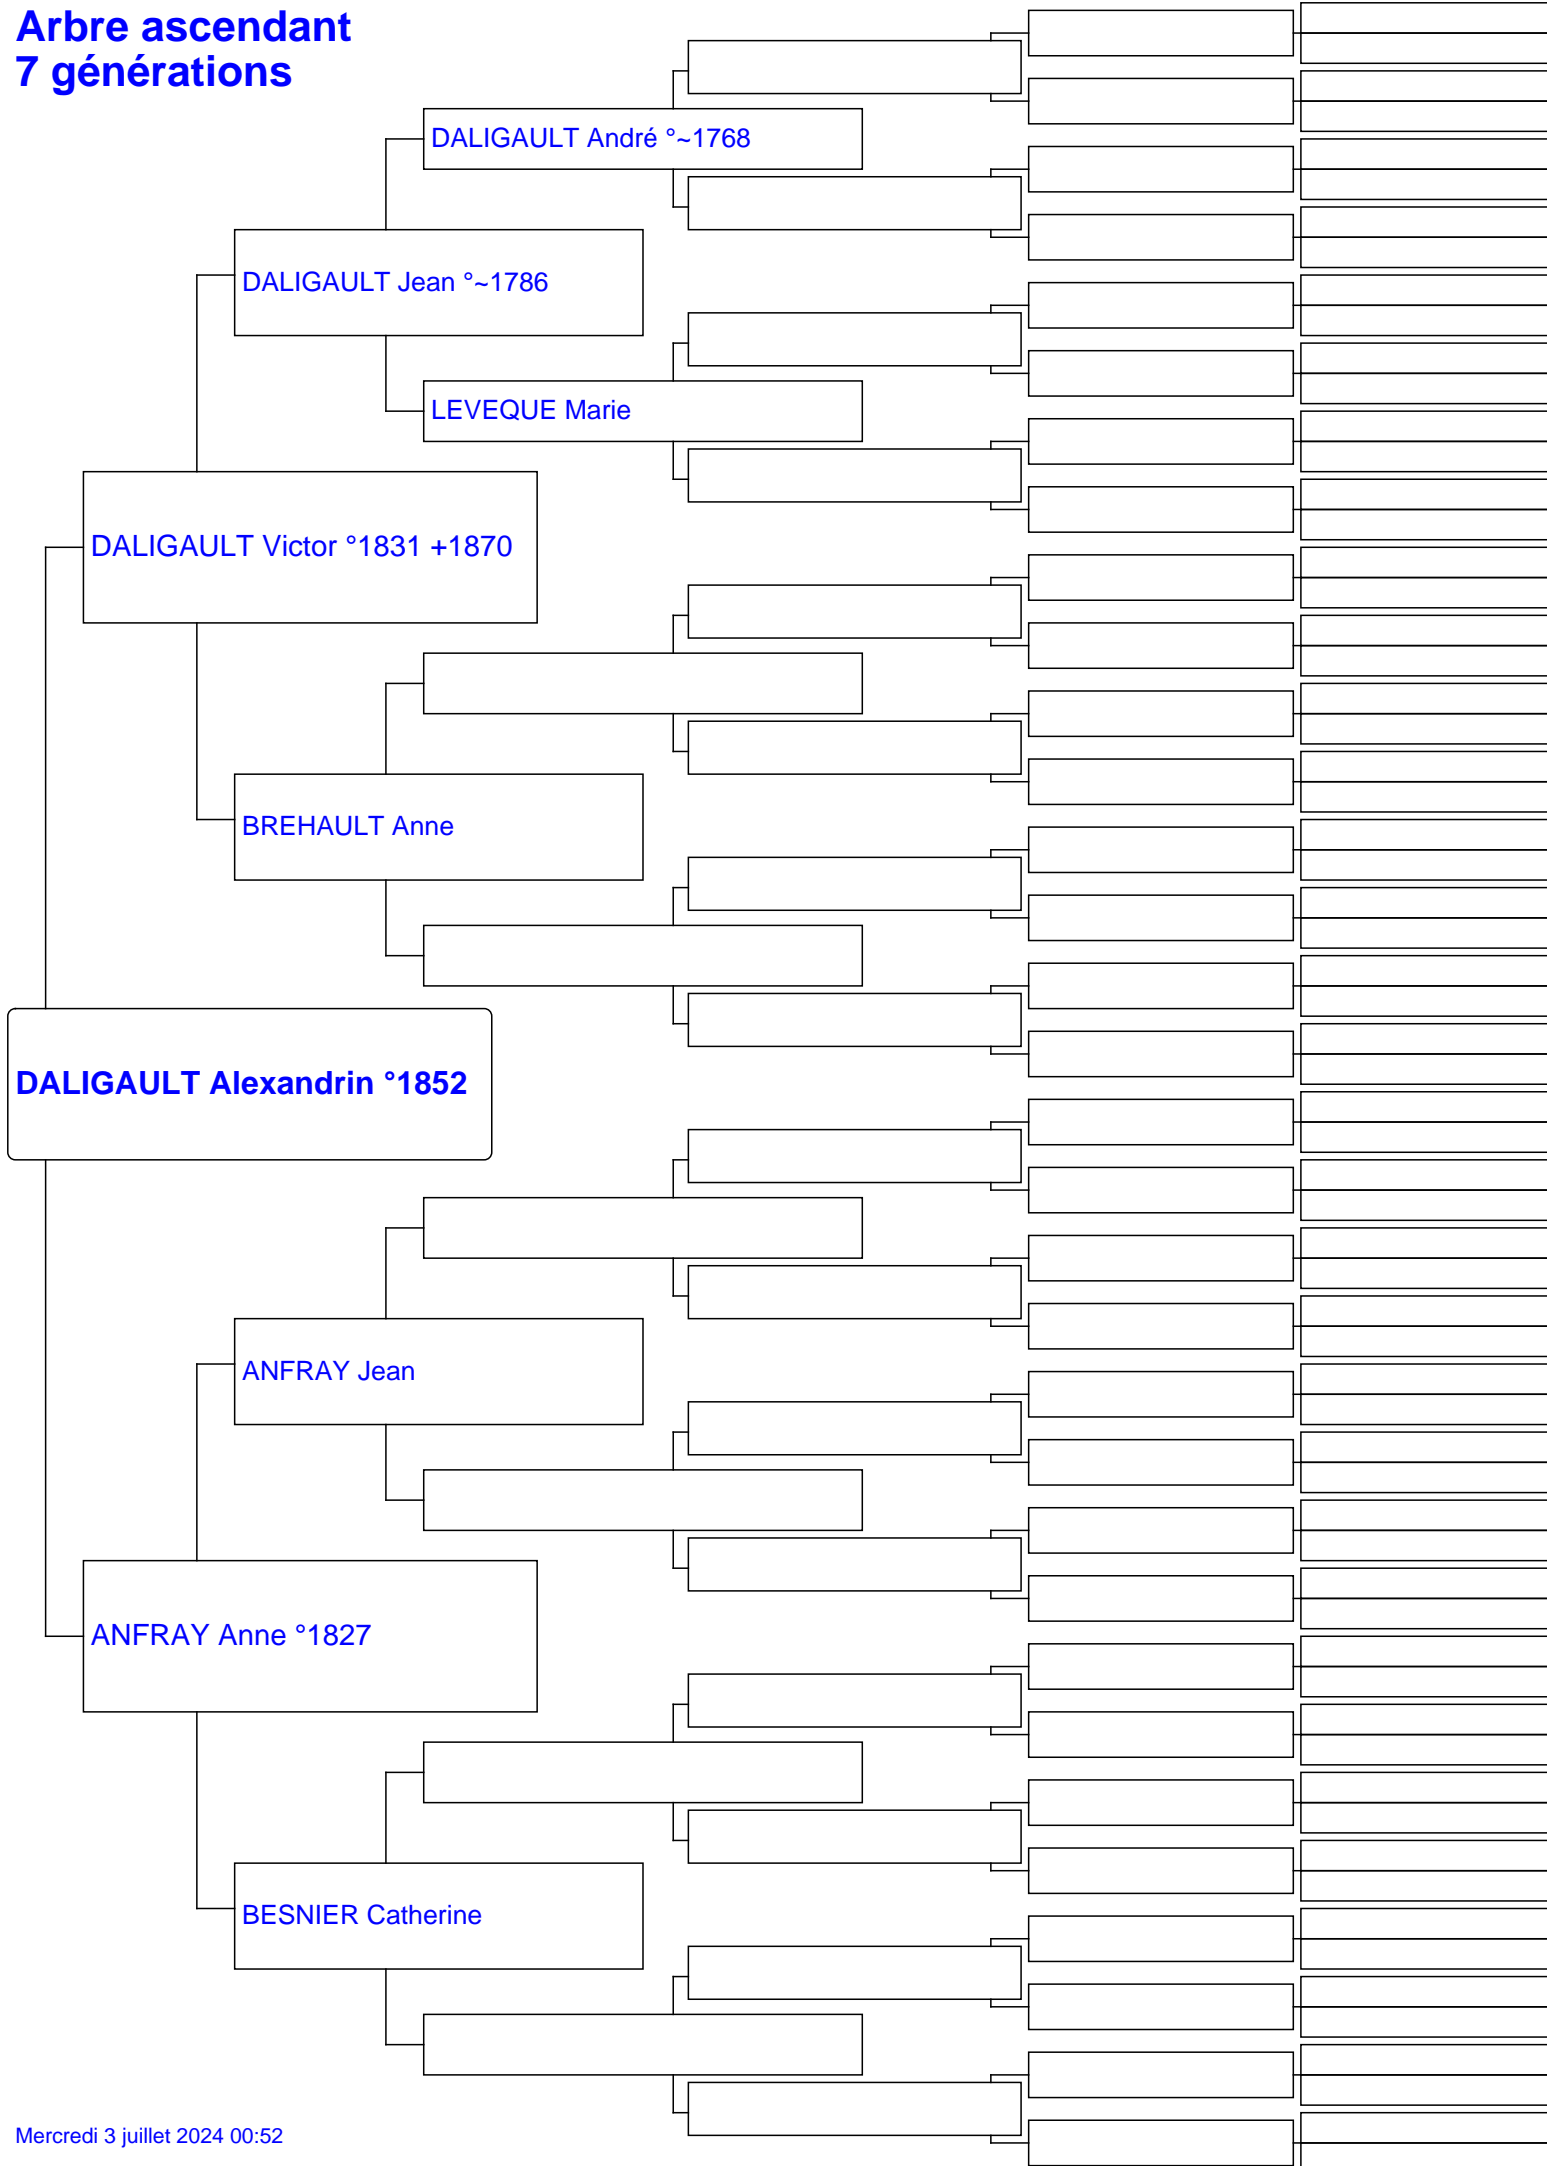 Arbre ascendant
7 générations
DALIGAULT André °~1768
DALIGAULT Jean °~1786
LEVEQUE Marie
DALIGAULT Victor °1831 +1870
BREHAULT Anne
DALIGAULT Alexandrin °1852
ANFRAY Jean
ANFRAY Anne °1827
BESNIER Catherine
Mercredi 3 juillet 2024 00:52